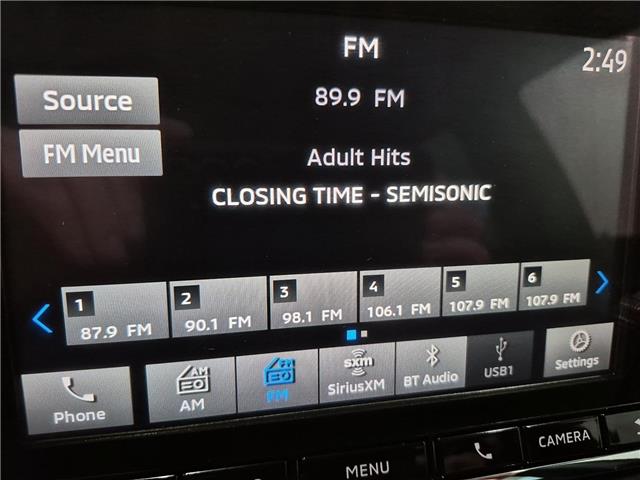 FM
2:49
Source
89.9 FM
FM Menu
Adult Hits
CLOSING TIME - SEMISONIC
1 2 3 4 5 6
87.9 FM 90.1 FM 98.1 FM 106.1 FM 107.9 FM 107.9 FM
AM sxm
Phone AM FM SiriusXM BT Audio USB1 Settings
MENU CAMERA